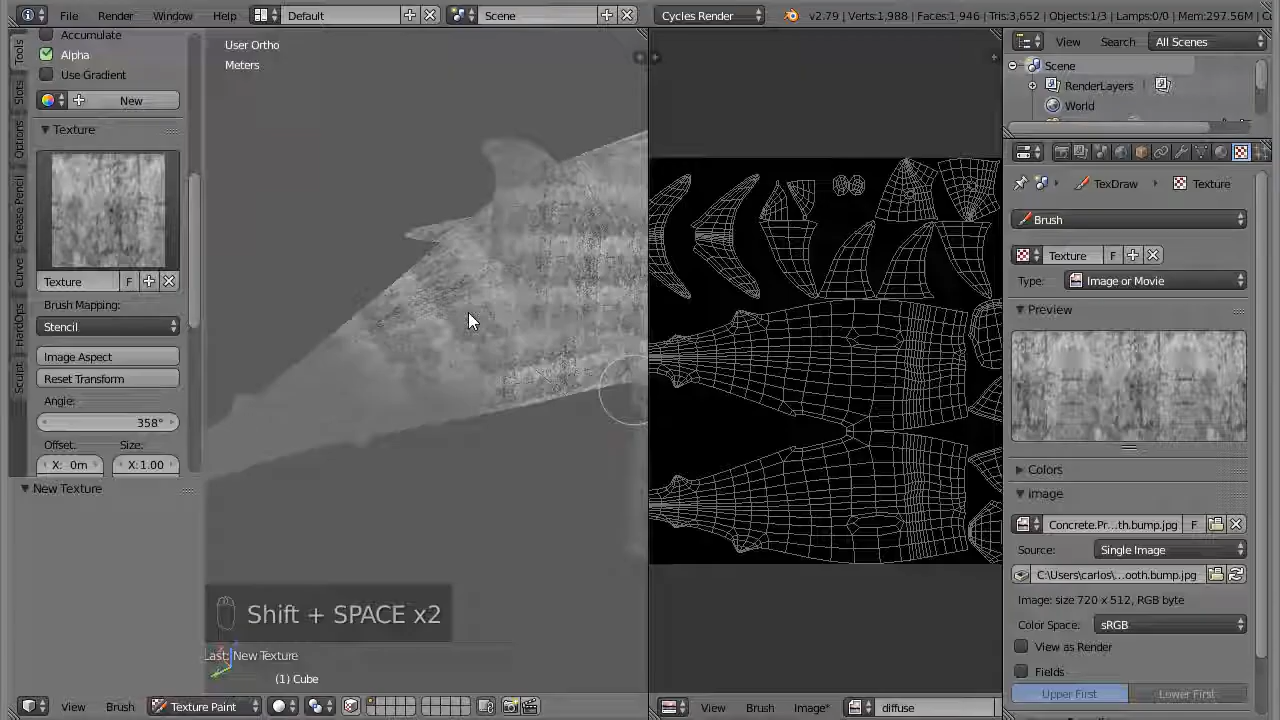 File Render Window Help Default Scene Cycles Render v2.79 | Verts:1,988 | Faces:1,946 | Tris:3,652 | Objects:1/3 | Lamps:0/0 | Mem:297.56M |
Accumulate
Alpha
Use Gradient
New
Texture
Texture F
Brush Mapping:
Stencil
Image Aspect
Reset Transform
Angle:
358°
Offset: Size:
X: 0m X:1.00
New Texture
Tools
Slots
Options
Grease Pencil
Curve
HardOps
Sculpt
User Ortho
Meters
Shift + SPACE x2
Last: New Texture
(1) Cube
View Brush Texture Paint
View Brush Image* diffuse
View Search All Scenes
Scene
RenderLayers
World
TexDraw Texture
Brush
Texture F
Type: Image or Movie
Preview
Colors
Image
Concrete.Pr...th.bump.jpg F
Source: Single Image
C:\Users\carlos\...ooth.bump.jpg
Image: size 720 x 512, RGB byte
Color Space: sRGB
View as Render
Fields
Upper First Lower First